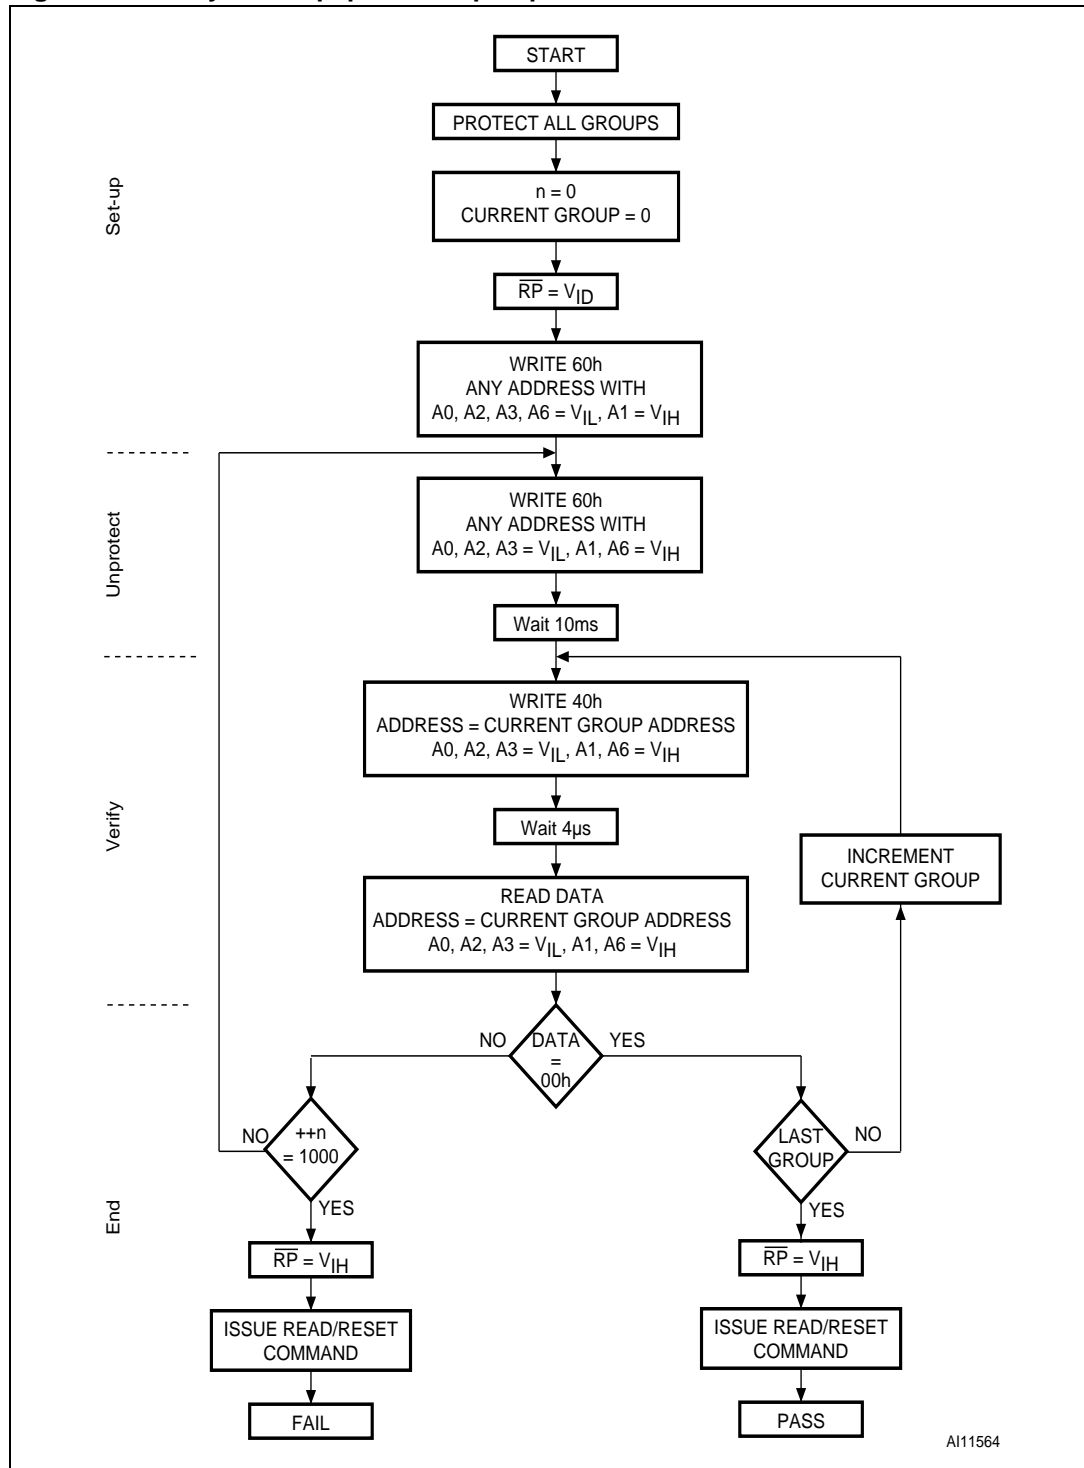 START
PROTECT ALL GROUPS
n = 0
CURRENT GROUP = 0
Set-up
R̅P̅ = VID
WRITE 60h
ANY ADDRESS WITH
A0, A2, A3, A6 = VIL, A1 = VIH
WRITE 60h
ANY ADDRESS WITH
A0, A2, A3 = VIL, A1, A6 = VIH
Unprotect
Wait 10ms
WRITE 40h
ADDRESS = CURRENT GROUP ADDRESS
A0, A2, A3 = VIL, A1, A6 = VIH
Wait 4µs
Verify
INCREMENT
CURRENT GROUP
READ DATA
ADDRESS = CURRENT GROUP ADDRESS
A0, A2, A3 = VIL, A1, A6 = VIH
NO
DATA
=
00h
YES
NO
++n
= 1000
YES
LAST
GROUP
NO
YES
End
R̅P̅ = VIH
R̅P̅ = VIH
ISSUE READ/RESET
COMMAND
ISSUE READ/RESET
COMMAND
FAIL
PASS
AI11564